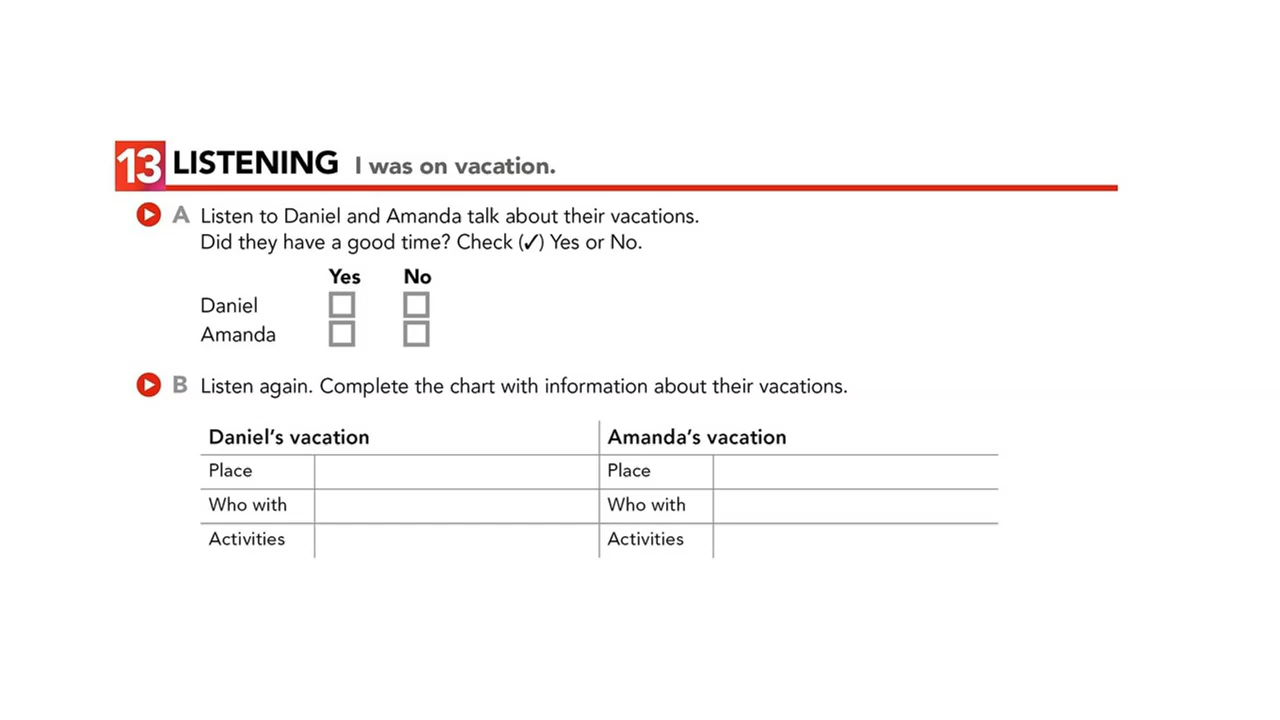 13 LISTENING I was on vacation.
A Listen to Daniel and Amanda talk about their vacations.
Did they have a good time? Check (✓) Yes or No.
Yes No
Daniel
Amanda
B Listen again. Complete the chart with information about their vacations.
Daniel’s vacation Amanda’s vacation
Place Place
Who with Who with
Activities Activities